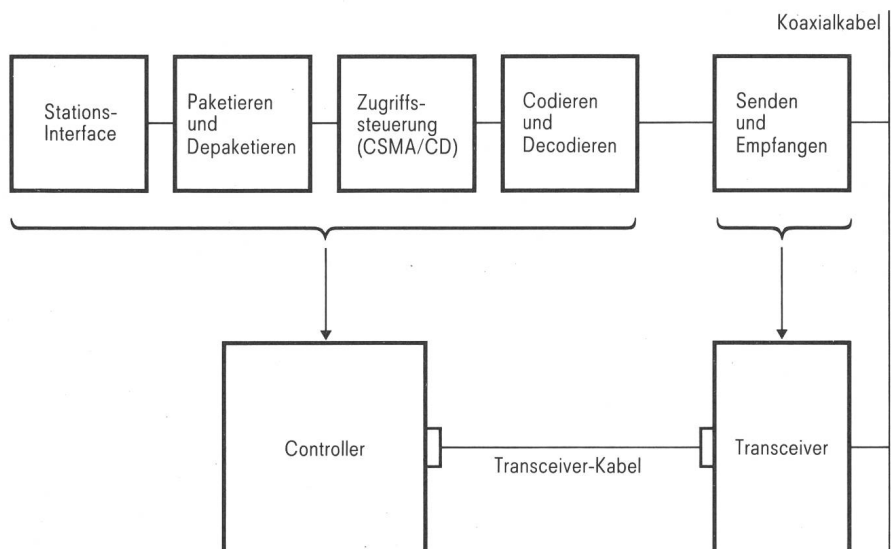 Koaxialkabel
Stations-
Interface
Paketieren
und
Depaketieren
Zugriffs-
steuerung
(CSMA/CD)
Codieren
und
Decodieren
Senden
und
Empfangen
Controller
Transceiver-Kabel
Transceiver